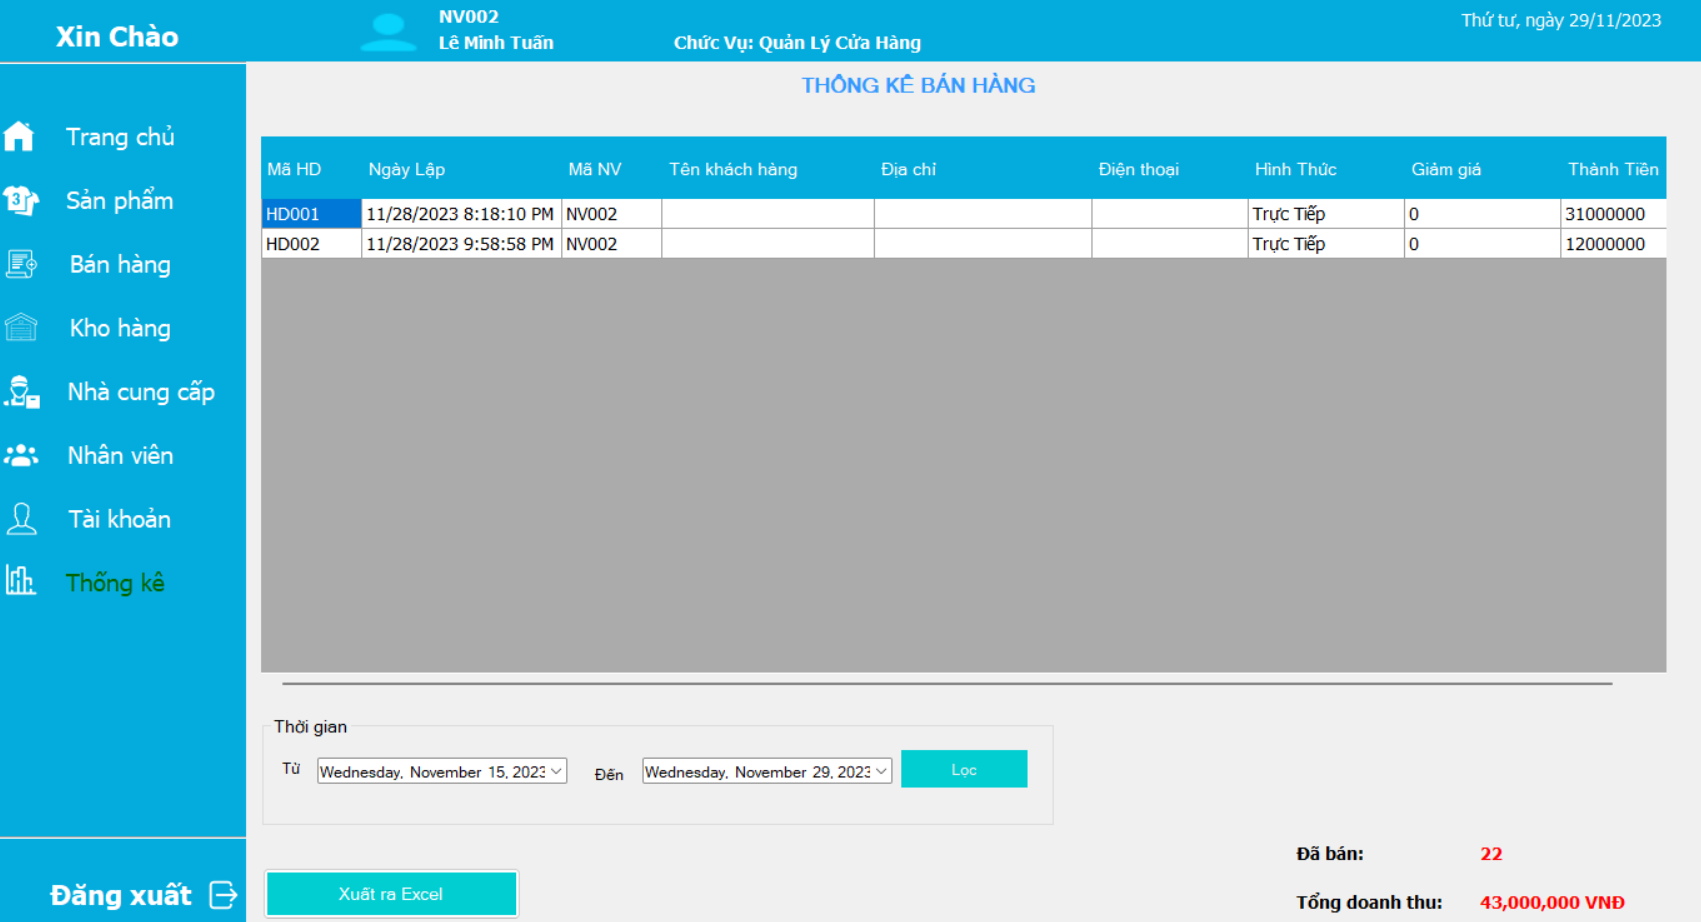 Xin Chào
NV002
Lê Minh Tuấn
Chức Vụ: Quản Lý Cửa Hàng
Thứ tư, ngày 29/11/2023
Trang chủ
Sản phẩm
Bán hàng
Kho hàng
Nhà cung cấp
Nhân viên
Tài khoản
Thống kê
Đăng xuất
THỐNG KÊ BÁN HÀNG
Mã HD Ngày Lập Mã NV Tên khách hàng Địa chỉ Điện thoại Hình Thức Giảm giá Thành Tiền
HD001 11/28/2023 8:18:10 PM NV002 Trực Tiếp 0 31000000
HD002 11/28/2023 9:58:58 PM NV002 Trực Tiếp 0 12000000
Thời gian
Từ Wednesday, November 15, 2023 Đến Wednesday, November 29, 2023 Lọc
Xuất ra Excel
Đã bán: 22
Tổng doanh thu: 43,000,000 VNĐ